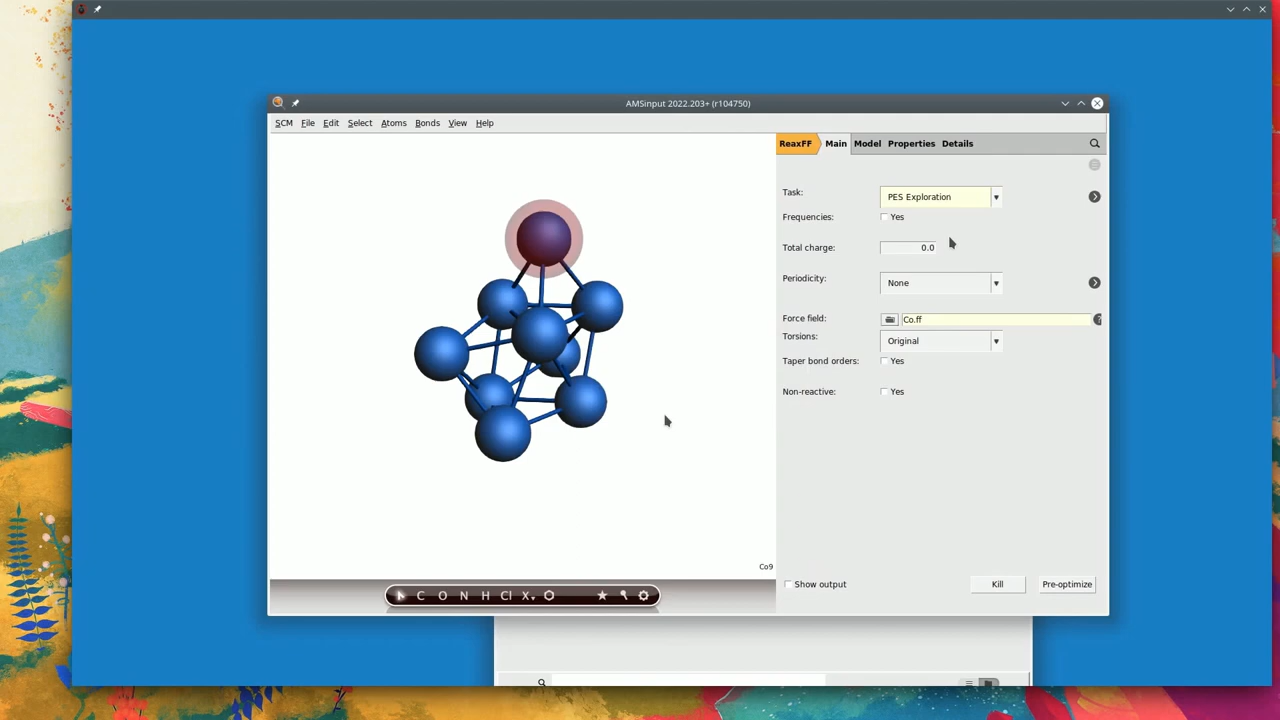 AMSinput 2022.203+ (r104750)
SCM File Edit Select Atoms Bonds View Help
ReaxFF Main Model Properties Details
Task: PES Exploration
Frequencies: Yes
Total charge: 0.0
Periodicity: None
Force field: Co.ff ?
Torsions: Original
Taper bond orders: Yes
Non-reactive: Yes
Co9
Show output Kill Pre-optimize
C O N H Cl X